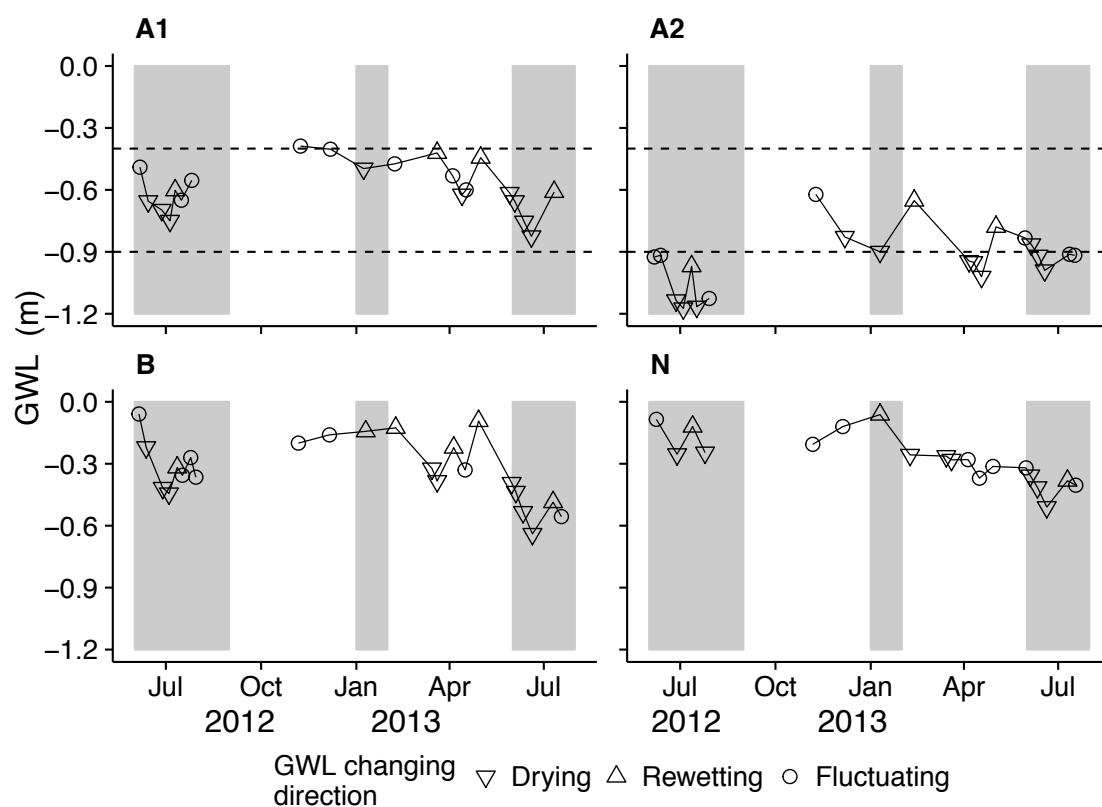 A1 A2
0.0
−0.3
−0.6
−0.9
−1.2
GWL (m)
B N
0.0
−0.3
−0.6
−0.9
−1.2
Jul Oct Jan Apr Jul Jul Oct Jan Apr Jul
2012 2013 2012 2013
GWL changing
direction
Drying Rewetting Fluctuating